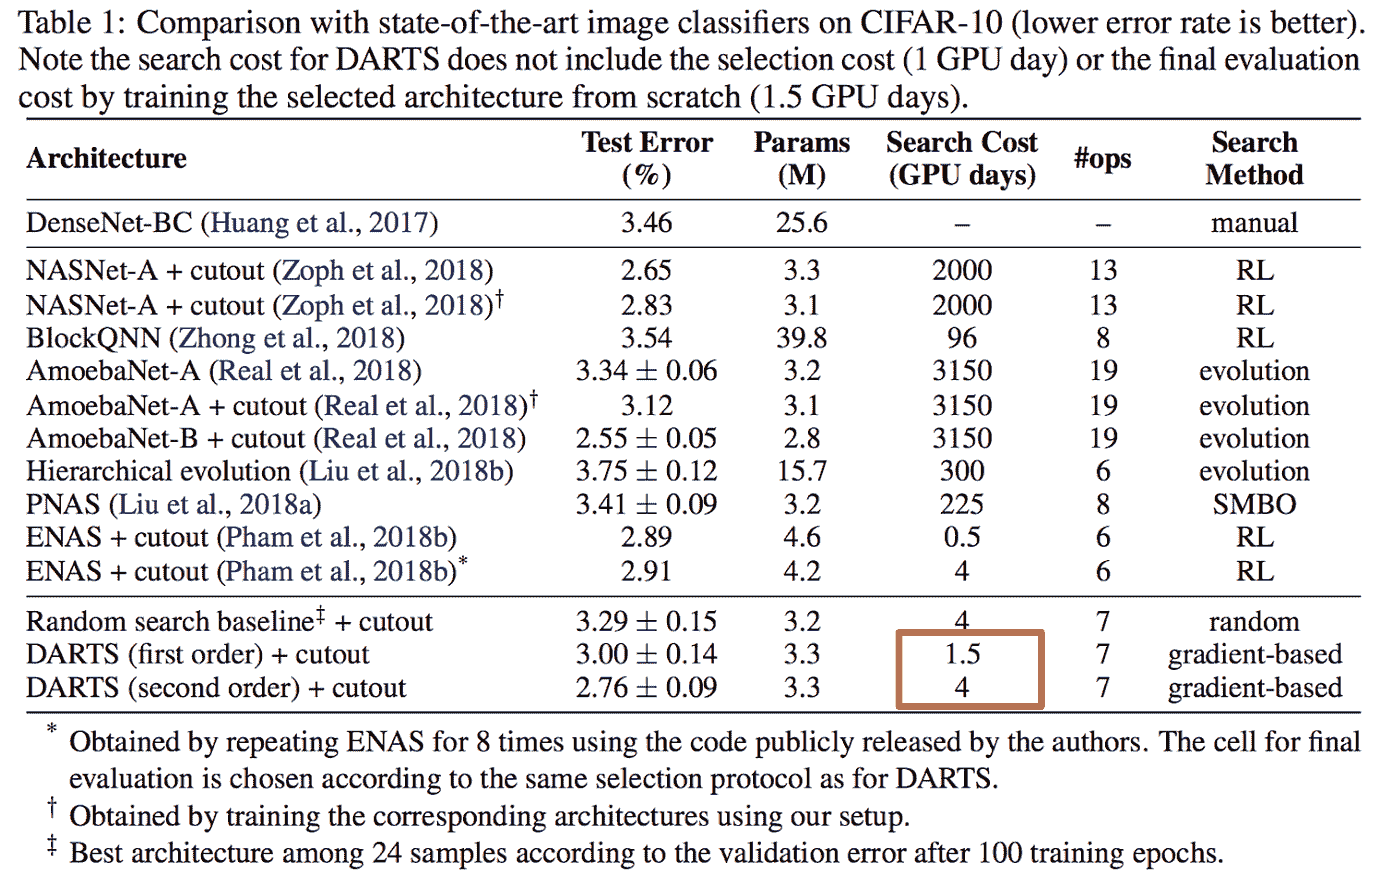 Table 1: Comparison with state-of-the-art image classifiers on CIFAR-10 (lower error rate is better).
Note the search cost for DARTS does not include the selection cost (1 GPU day) or the final evaluation
cost by training the selected architecture from scratch (1.5 GPU days).
Architecture Test Error (%) Params (M) Search Cost (GPU days) #ops Search Method
DenseNet-BC (Huang et al., 2017) 3.46 25.6 – – manual
NASNet-A + cutout (Zoph et al., 2018) 2.65 3.3 2000 13 RL
NASNet-A + cutout (Zoph et al., 2018)† 2.83 3.1 2000 13 RL
BlockQNN (Zhong et al., 2018) 3.54 39.8 96 8 RL
AmoebaNet-A (Real et al., 2018) 3.34 ± 0.06 3.2 3150 19 evolution
AmoebaNet-A + cutout (Real et al., 2018)† 3.12 3.1 3150 19 evolution
AmoebaNet-B + cutout (Real et al., 2018) 2.55 ± 0.05 2.8 3150 19 evolution
Hierarchical evolution (Liu et al., 2018b) 3.75 ± 0.12 15.7 300 6 evolution
PNAS (Liu et al., 2018a) 3.41 ± 0.09 3.2 225 8 SMBO
ENAS + cutout (Pham et al., 2018b) 2.89 4.6 0.5 6 RL
ENAS + cutout (Pham et al., 2018b)* 2.91 4.2 4 6 RL
Random search baseline‡ + cutout 3.29 ± 0.15 3.2 4 7 random
DARTS (first order) + cutout 3.00 ± 0.14 3.3 1.5 7 gradient-based
DARTS (second order) + cutout 2.76 ± 0.09 3.3 4 7 gradient-based
* Obtained by repeating ENAS for 8 times using the code publicly released by the authors. The cell for final
evaluation is chosen according to the same selection protocol as for DARTS.
† Obtained by training the corresponding architectures using our setup.
‡ Best architecture among 24 samples according to the validation error after 100 training epochs.